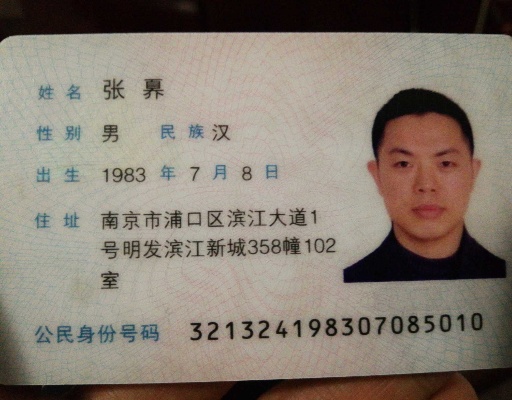 姓名 张
性别 男 民族 汉
出生 1983 年 7 月 8 日
住址 南京市浦口区滨江大道1
号明发滨江新城358幢102
室
公民身份号码 321324198307085010